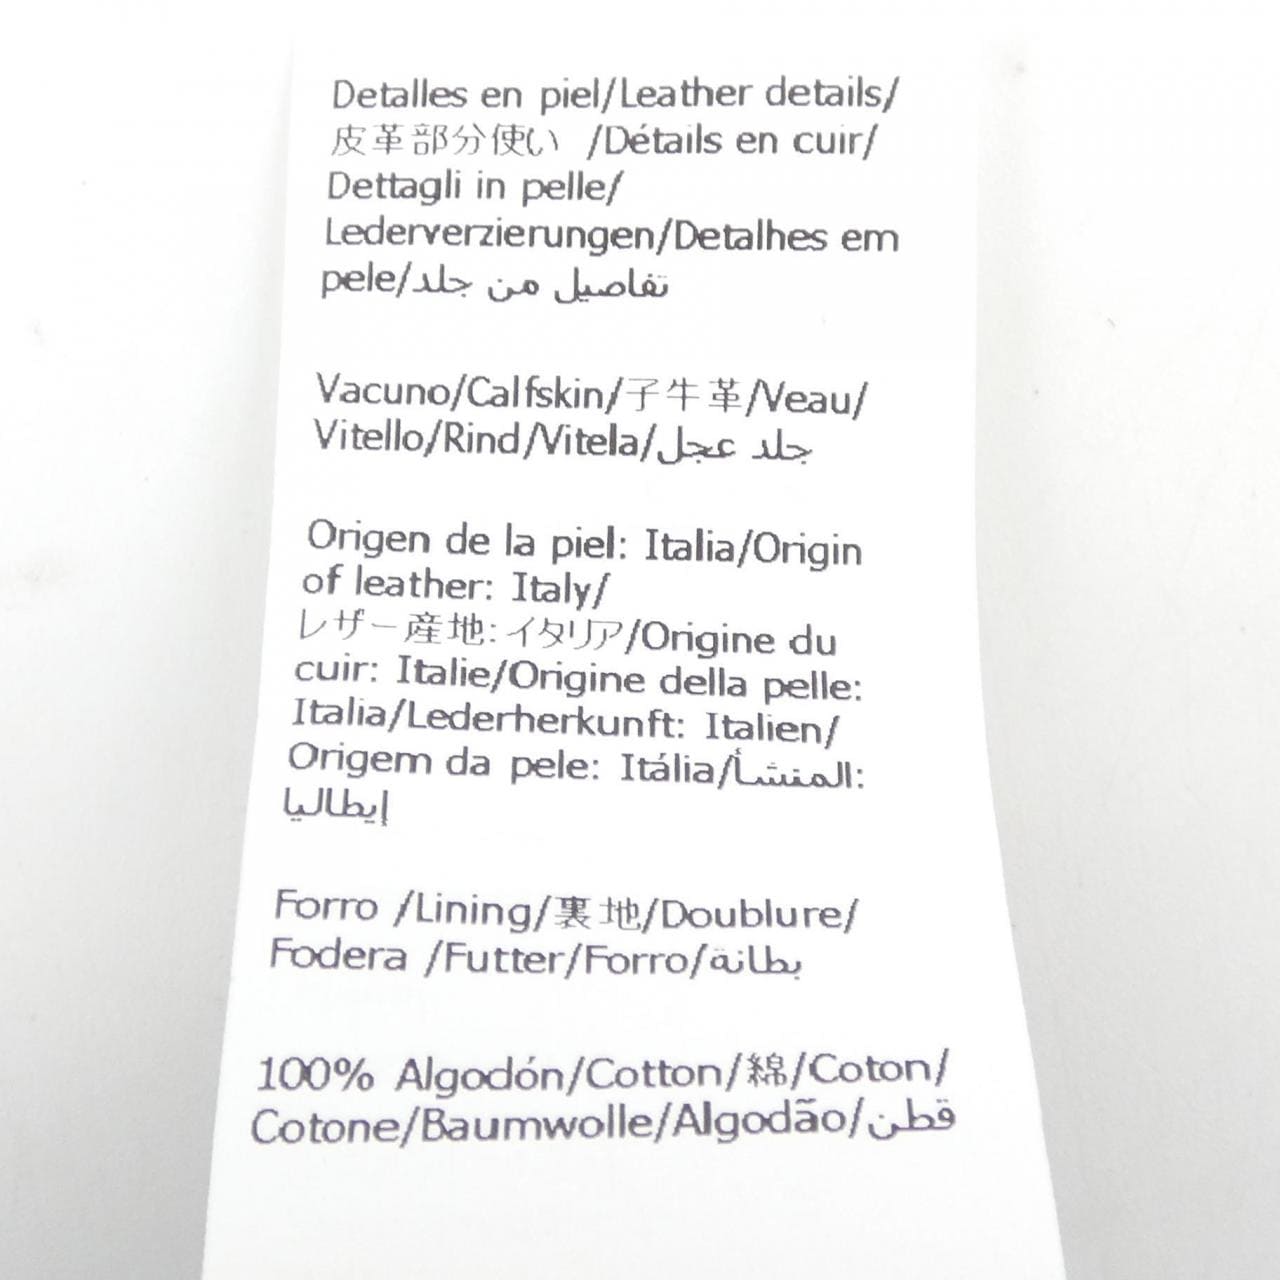 Detalles en piel/Leather details/
皮革部分使い /Détails en cuir/
Dettagli in pelle/
Lederverzierungen/Detalhes em
pele/تفاصيل من جلد
Vacuno/Calfskin/子牛革/Veau/
Vitello/Rind/Vitela/جلد عجل
Origen de la piel: Italia/Origin
of leather: Italy/
レザー産地:イタリア/Origine du
cuir: Italie/Origine della pelle:
Italia/Lederherkunft: Italien/
Origem da pele: Itália/المنشأ:
إيطاليا
Forro /Lining/裏地/Doublure/
Fodera /Futter/Forro/بطانة
100% Algodón/Cotton/綿/Coton/
Cotone/Baumwolle/Algodão/قطن